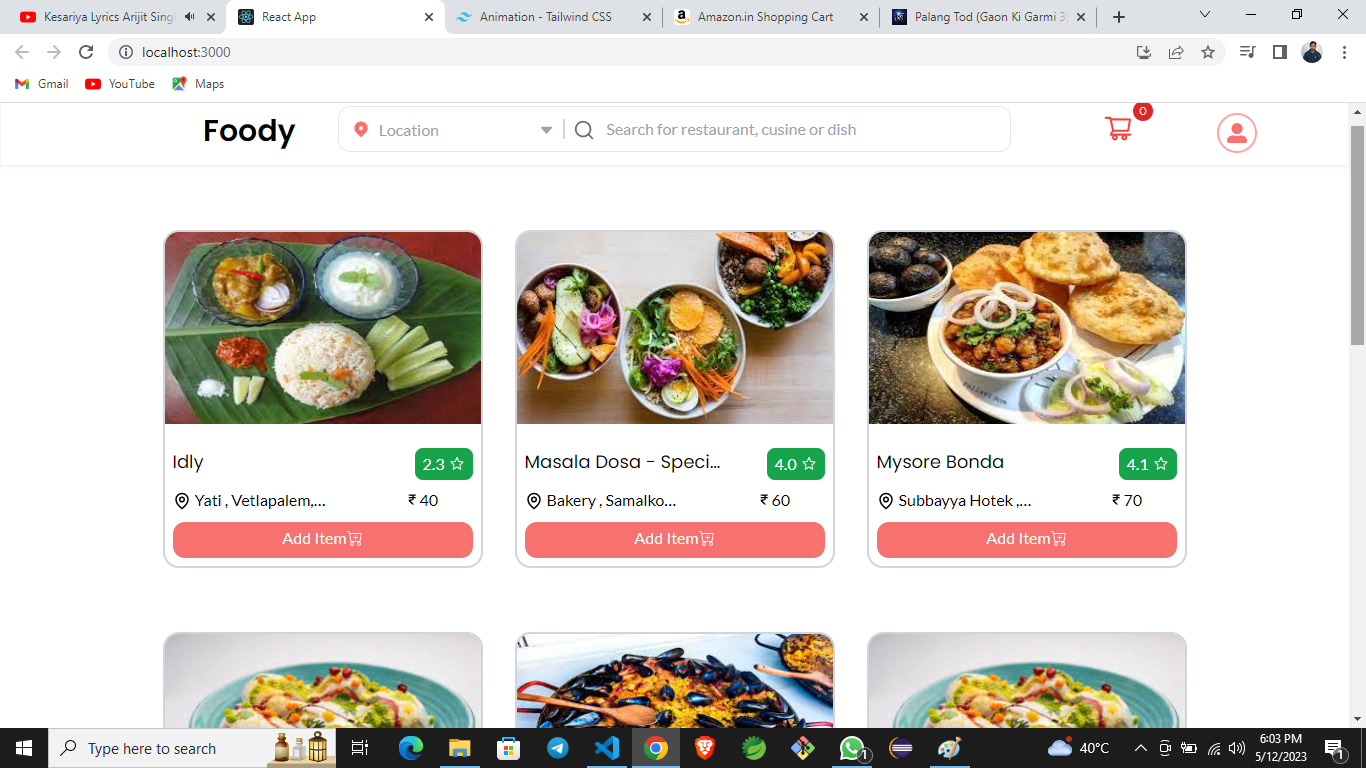 Kesariya Lyrics Arijit Sing
React App
Animation - Tailwind CSS
Amazon.in Shopping Cart
Palang Tod (Gaon Ki Garmi 3)
localhost:3000
Gmail
YouTube
Maps
Foody
Location
Search for restaurant, cusine or dish
0
Idly
2.3
Yati , Vetlapalem,...
₹ 40
Add Item
Masala Dosa - Speci...
4.0
Bakery , Samalko...
₹ 60
Add Item
Mysore Bonda
4.1
Subbayya Hotek ,...
₹ 70
Add Item
Type here to search
1
40°C
6:03 PM
5/12/2023
1